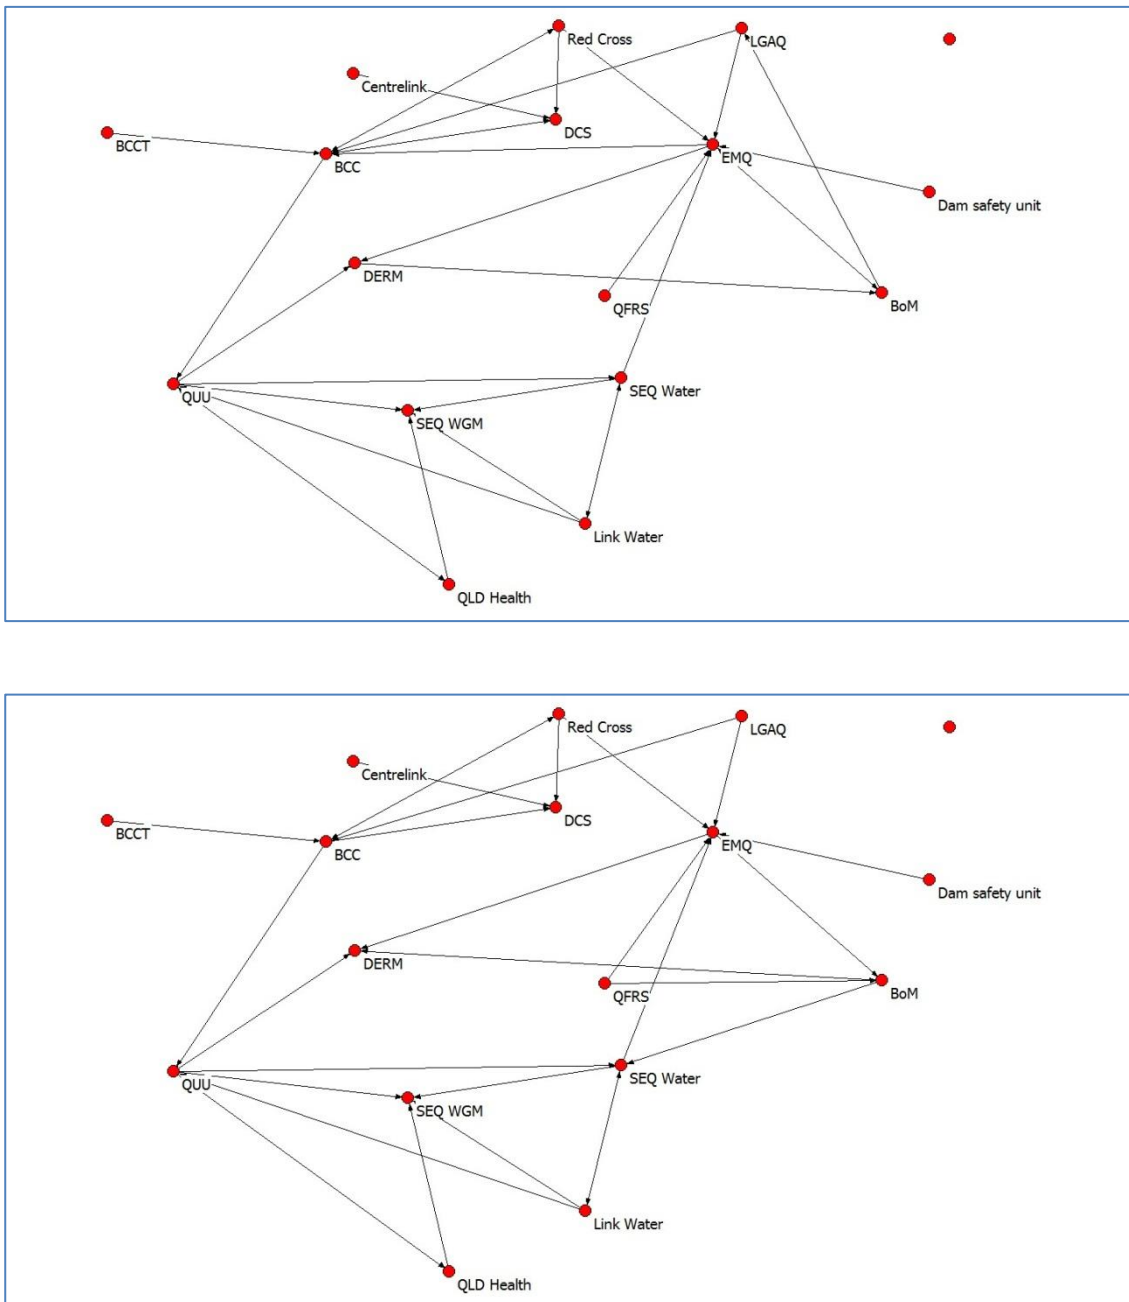 Red Cross
LGAQ
Centrelink
DCS
BCCT
BCC
EMQ
Dam safety unit
DERM
QFRS
BoM
SEQ Water
QUU
SEQ WGM
Link Water
QLD Health
Red Cross
LGAQ
Centrelink
DCS
BCCT
BCC
EMQ
Dam safety unit
DERM
QFRS
BoM
SEQ Water
QUU
SEQ WGM
Link Water
QLD Health